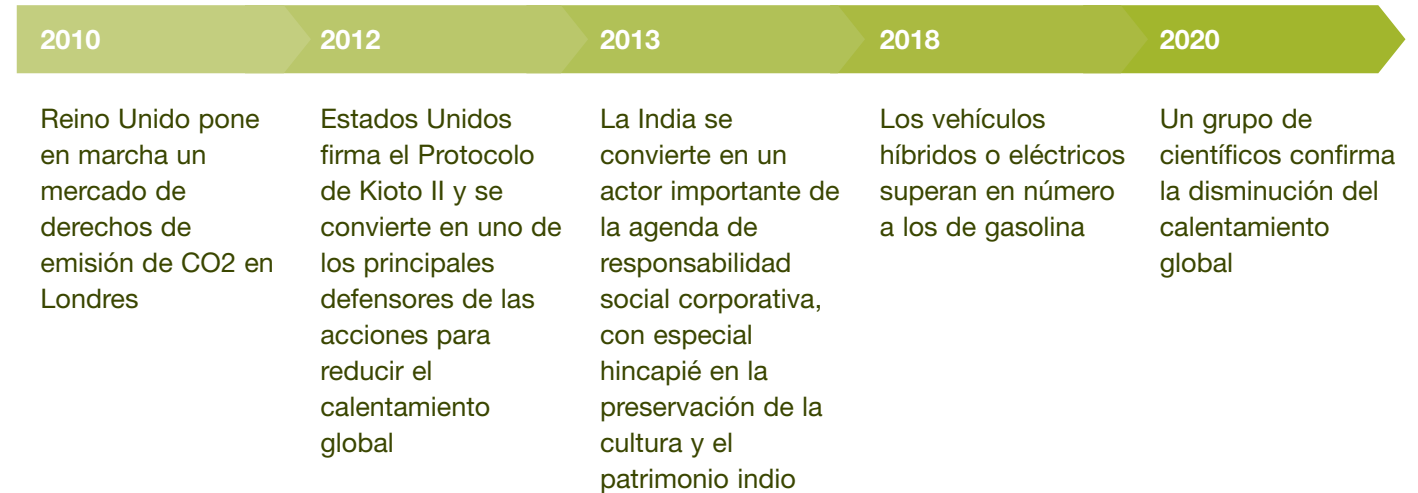 2010
Reino Unido pone
en marcha un
mercado de
derechos de
emisión de CO2 en
Londres
2012
Estados Unidos
firma el Protocolo
de Kioto II y se
convierte en uno de
los principales
defensores de las
acciones para
reducir el
calentamiento
global
2013
La India se
convierte en un
actor importante de
la agenda de
responsabilidad
social corporativa,
con especial
hincapié en la
preservación de la
cultura y el
patrimonio indio
2018
Los vehículos
híbridos o eléctricos
superan en número
a los de gasolina
2020
Un grupo de
científicos confirma
la disminución del
calentamiento
global